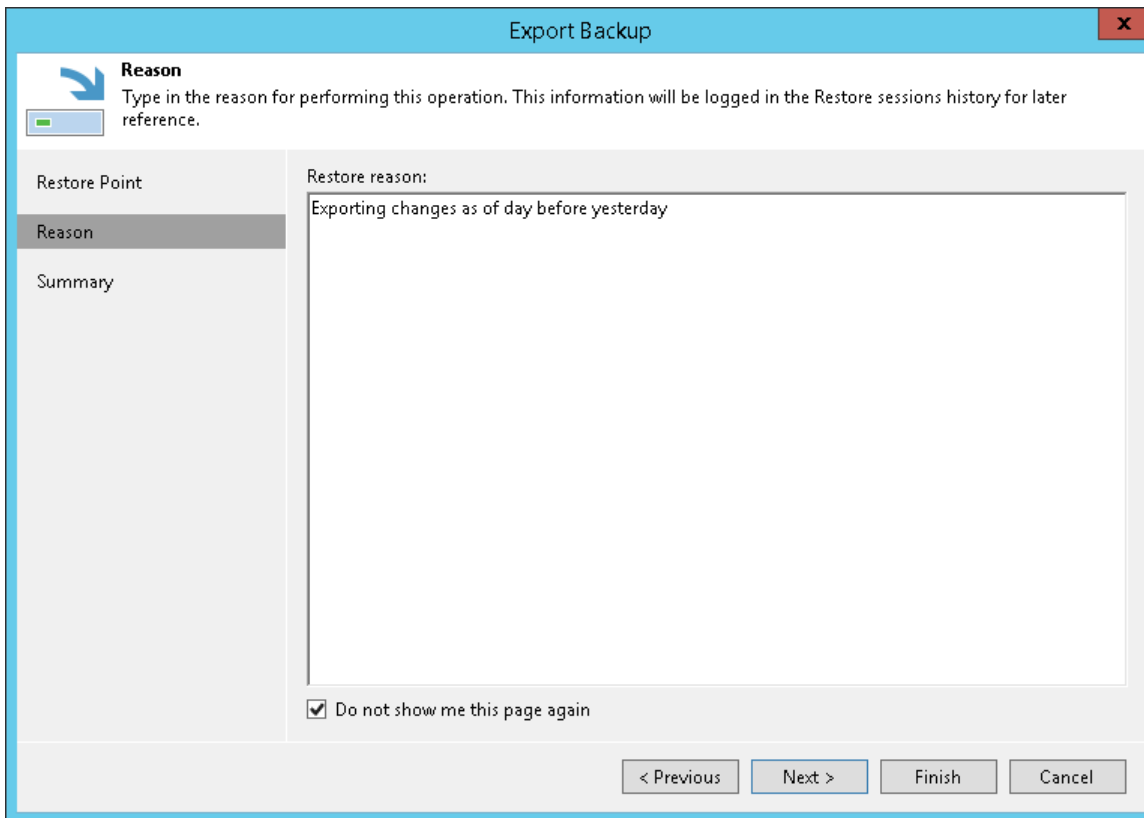 Export Backup
x
Reason
Type in the reason for performing this operation. This information will be logged in the Restore sessions history for later
reference.
Restore Point
Reason
Summary
Restore reason:
Exporting changes as of day before yesterday
Do not show me this page again
< Previous
Next >
Finish
Cancel